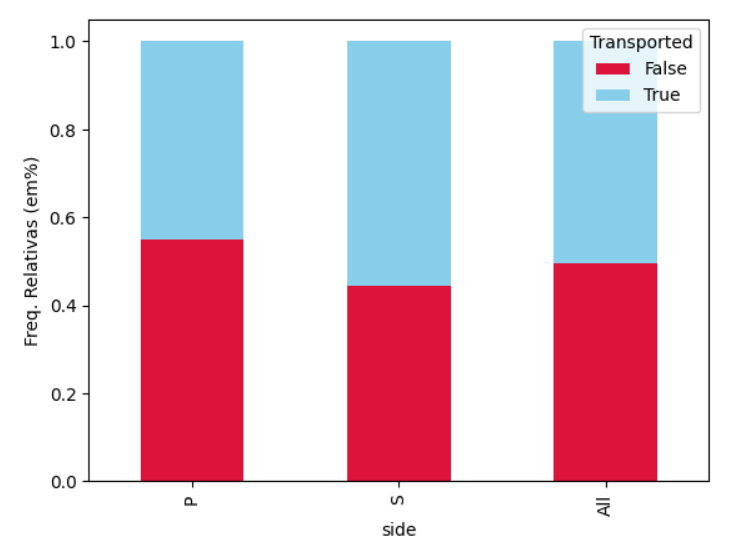 Transported
False
True
1.0
0.8
0.6
0.4
0.2
0.0
Freq. Relativas (em%)
P
S
All
side